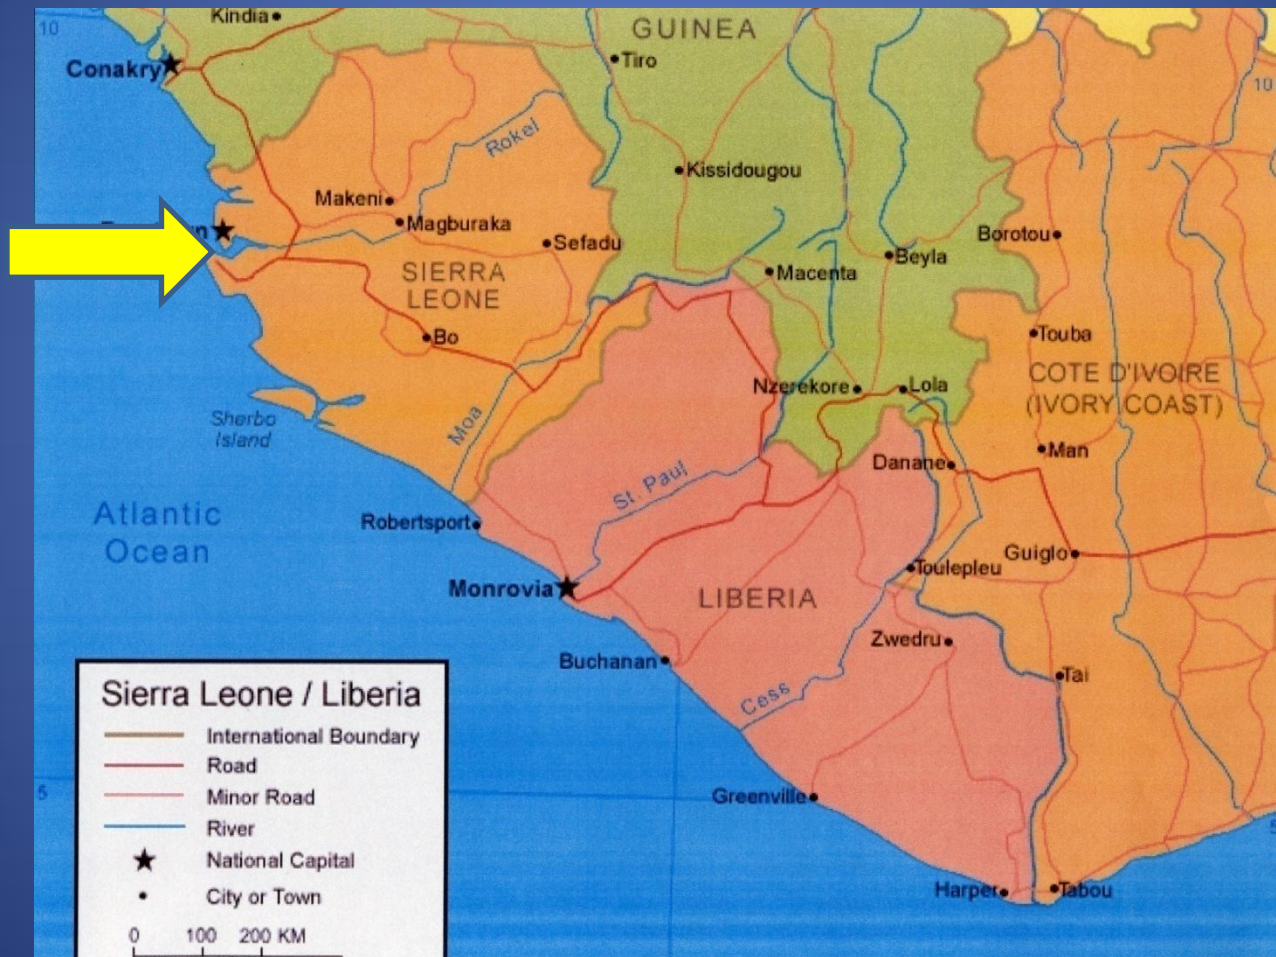 10
Kindia
GUINEA
Conakry
Tiro
10
Rokel
Kissidougou
Makeni
Magburaka
Sefadu
Borotou
Beyla
SIERRA
LEONE
Macenta
Bo
Touba
COTE D'IVOIRE
(IVORY COAST)
Nzerekore
Lola
Sherbo
Island
Moa
Man
Danane
St. Paul
Atlantic
Ocean
Robertsport
Guiglo
Toulepleu
Monrovia
LIBERIA
Zwedru
Buchanan
Tai
Cess
Sierra Leone / Liberia
International Boundary
Road
Minor Road
River
National Capital
City or Town
0 100 200 KM
5
Greenville
5
Harper
Tabou